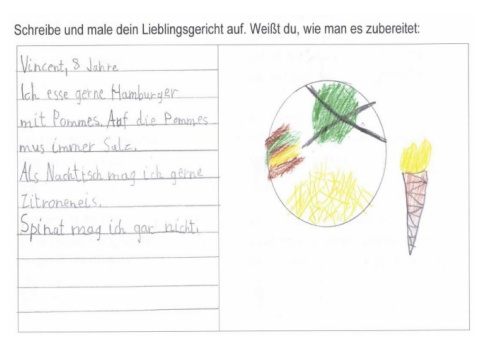 Schreibe und male dein Lieblingsgericht auf. Weißt du, wie man es zubereitet:
Vincent, 8 Jahre
Ich esse gerne Hamburger
mit Pommes. Auf die Pommes
mus immer Salz.
Als Nachtisch mag ich gerne
Zitroneneis.
Spinat mag ich gar nicht.